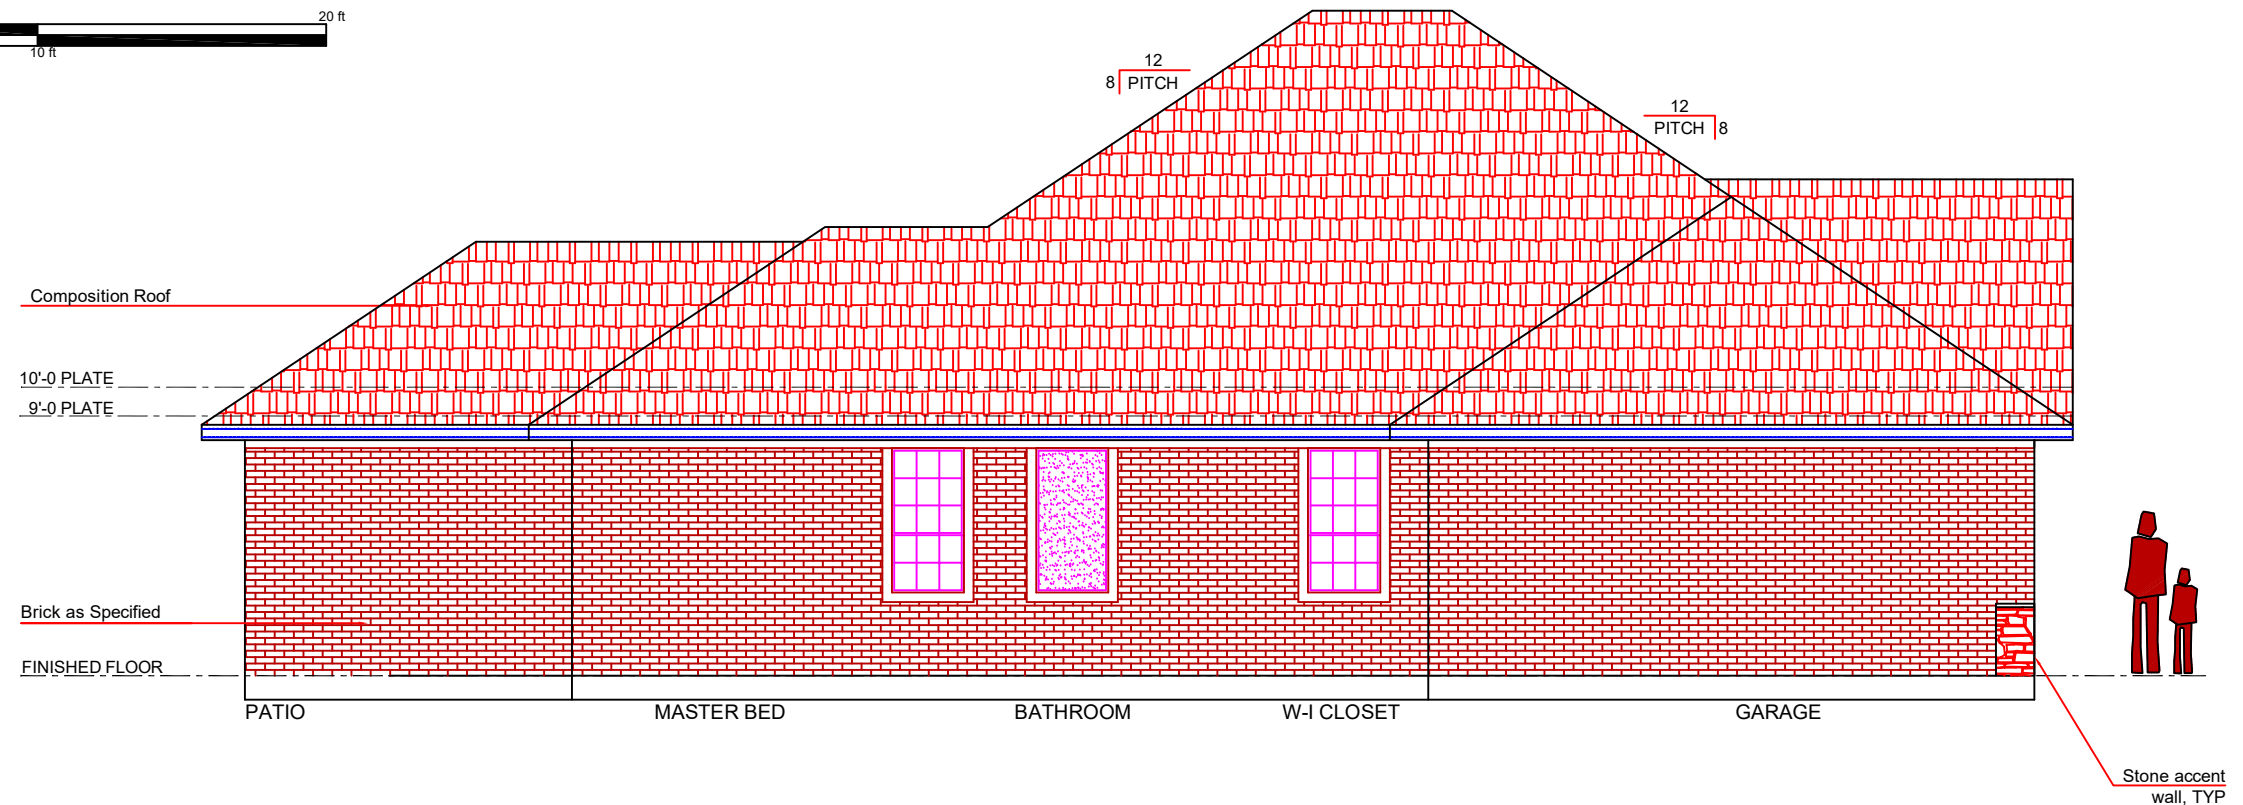 20 ft
10 ft
12
8 PITCH
12
PITCH 8
Composition Roof
10'-0 PLATE
9'-0 PLATE
Brick as Specified
FINISHED FLOOR
PATIO MASTER BED BATHROOM W-I CLOSET GARAGE
Stone accent
wall, TYP